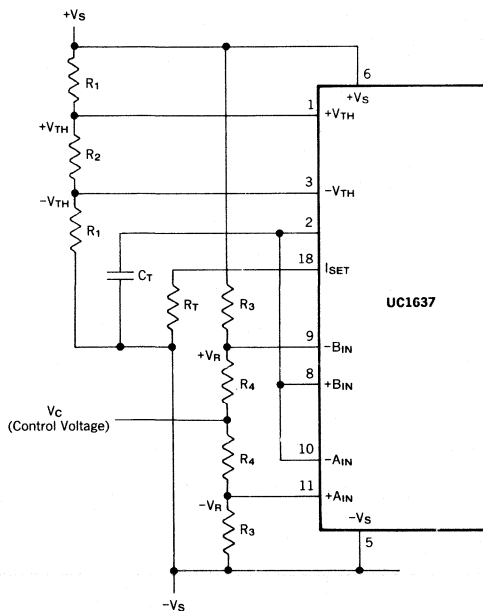 +VS
R1
6
+VS
1
+VTH
+VTH
R2
3
-VTH
-VTH
R1
2
18
CT
ISET
RT
R3
UC1637
9
+VR
-BIN
8
R4
+BIN
VC
(Control Voltage)
10
-AIN
R4
11
-VR
+AIN
R3
-VS
5
-VS